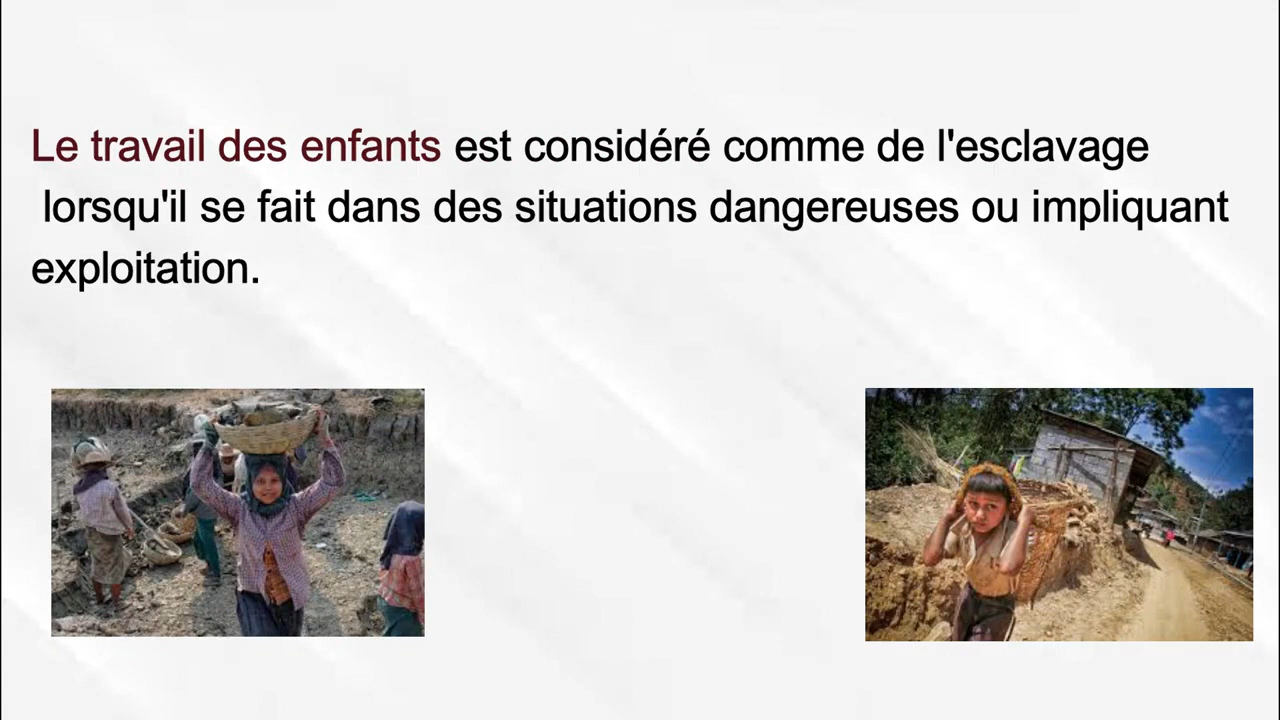 Le travail des enfants est considéré comme de l'esclavage
lorsqu'il se fait dans des situations dangereuses ou impliquant
exploitation.